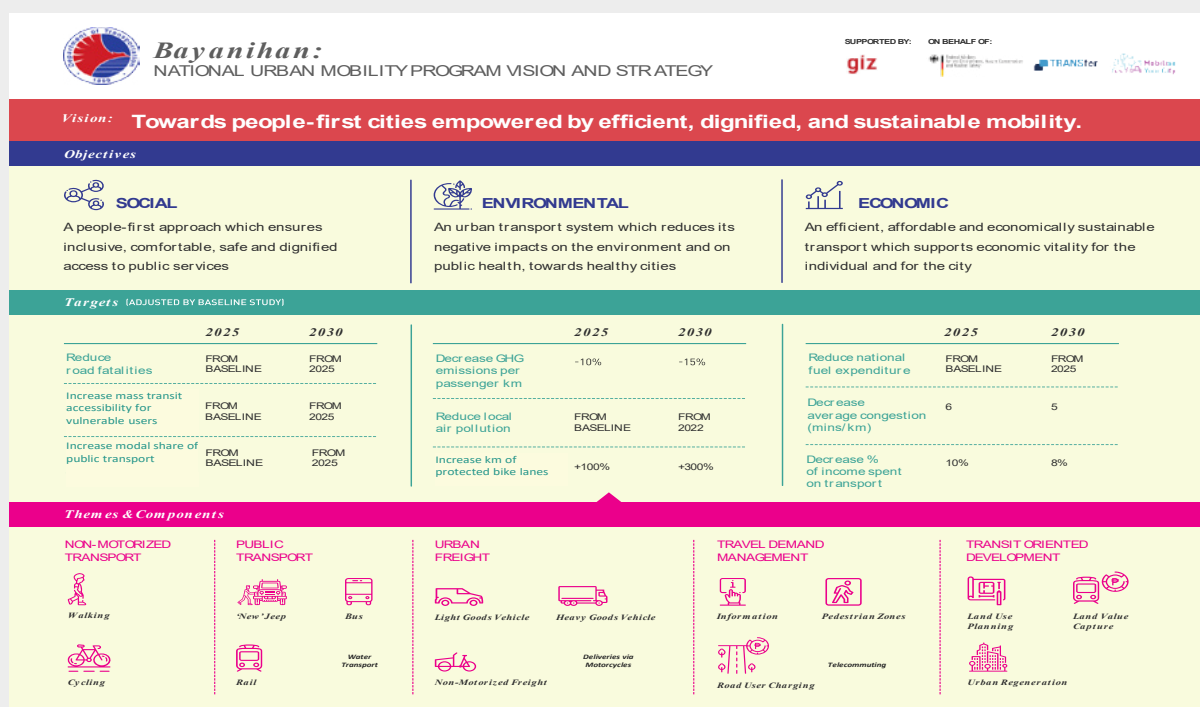 Bayanihan:
NATIONAL URBAN MOBILITY PROGRAM VISION AND STRATEGY
SUPPORTED BY:
ON BEHALF OF:
giz
TRANSfer
Vision:
Towards people-first cities empowered by efficient, dignified, and sustainable mobility.
Objectives
SOCIAL
A people-first approach which ensures
inclusive, comfortable, safe and dignified
access to public services
ENVIRONMENTAL
An urban transport system which reduces its
negative impacts on the environment and on
public health, towards healthy cities
ECONOMIC
An efficient, affordable and economically sustainable
transport which supports economic vitality for the
individual and for the city
Targets (ADJUSTED BY BASELINE STUDY)
2025 2030
Reduce
road fatalities
FROM
BASELINE
FROM
2025
Increase mass transit
accessibility for
vulnerable users
FROM
BASELINE
FROM
2025
Increase modal share of
public transport
FROM
BASELINE
FROM
2025
2025 2030
Decrease GHG
emissions per
passenger km
-10%
-15%
Reduce local
air pollution
FROM
BASELINE
FROM
2022
Increase km of
protected bike lanes
+100%
+300%
2025 2030
Reduce national
fuel expenditure
FROM
BASELINE
FROM
2025
Decrease
average congestion
(mins/km)
6
5
Decrease %
of income spent
on transport
10%
8%
Themes & Components
NON-MOTORIZED
TRANSPORT
Walking
Cycling
PUBLIC
TRANSPORT
'New' Jeep
Bus
Rail
Water
Transport
URBAN
FREIGHT
Light Goods Vehicle
Heavy Goods Vehicle
Non-Motorized Freight
Deliveries via
Motorcycles
TRAVEL DEMAND
MANAGEMENT
Information
Pedestrian Zones
Road User Charging
Telecommuting
TRANSIT ORIENTED
DEVELOPMENT
Land Use
Planning
Land Value
Capture
Urban Regeneration